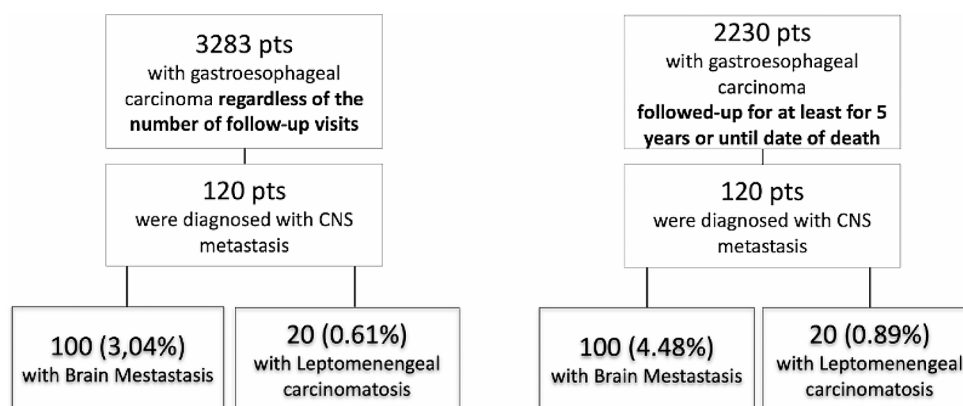 3283 pts
with gastroesophageal
carcinoma regardless of the
number of follow-up visits
120 pts
were diagnosed with CNS
metastasis
100 (3,04%)
with Brain Mestastasis
20 (0.61%)
with Leptomenengeal
carcinomatosis
2230 pts
with gastroesophageal
carcinoma
followed-up for at least for 5
years or until date of death
120 pts
were diagnosed with CNS
metastasis
100 (4.48%)
with Brain Mestastasis
20 (0.89%)
with Leptomenengeal
carcinomatosis